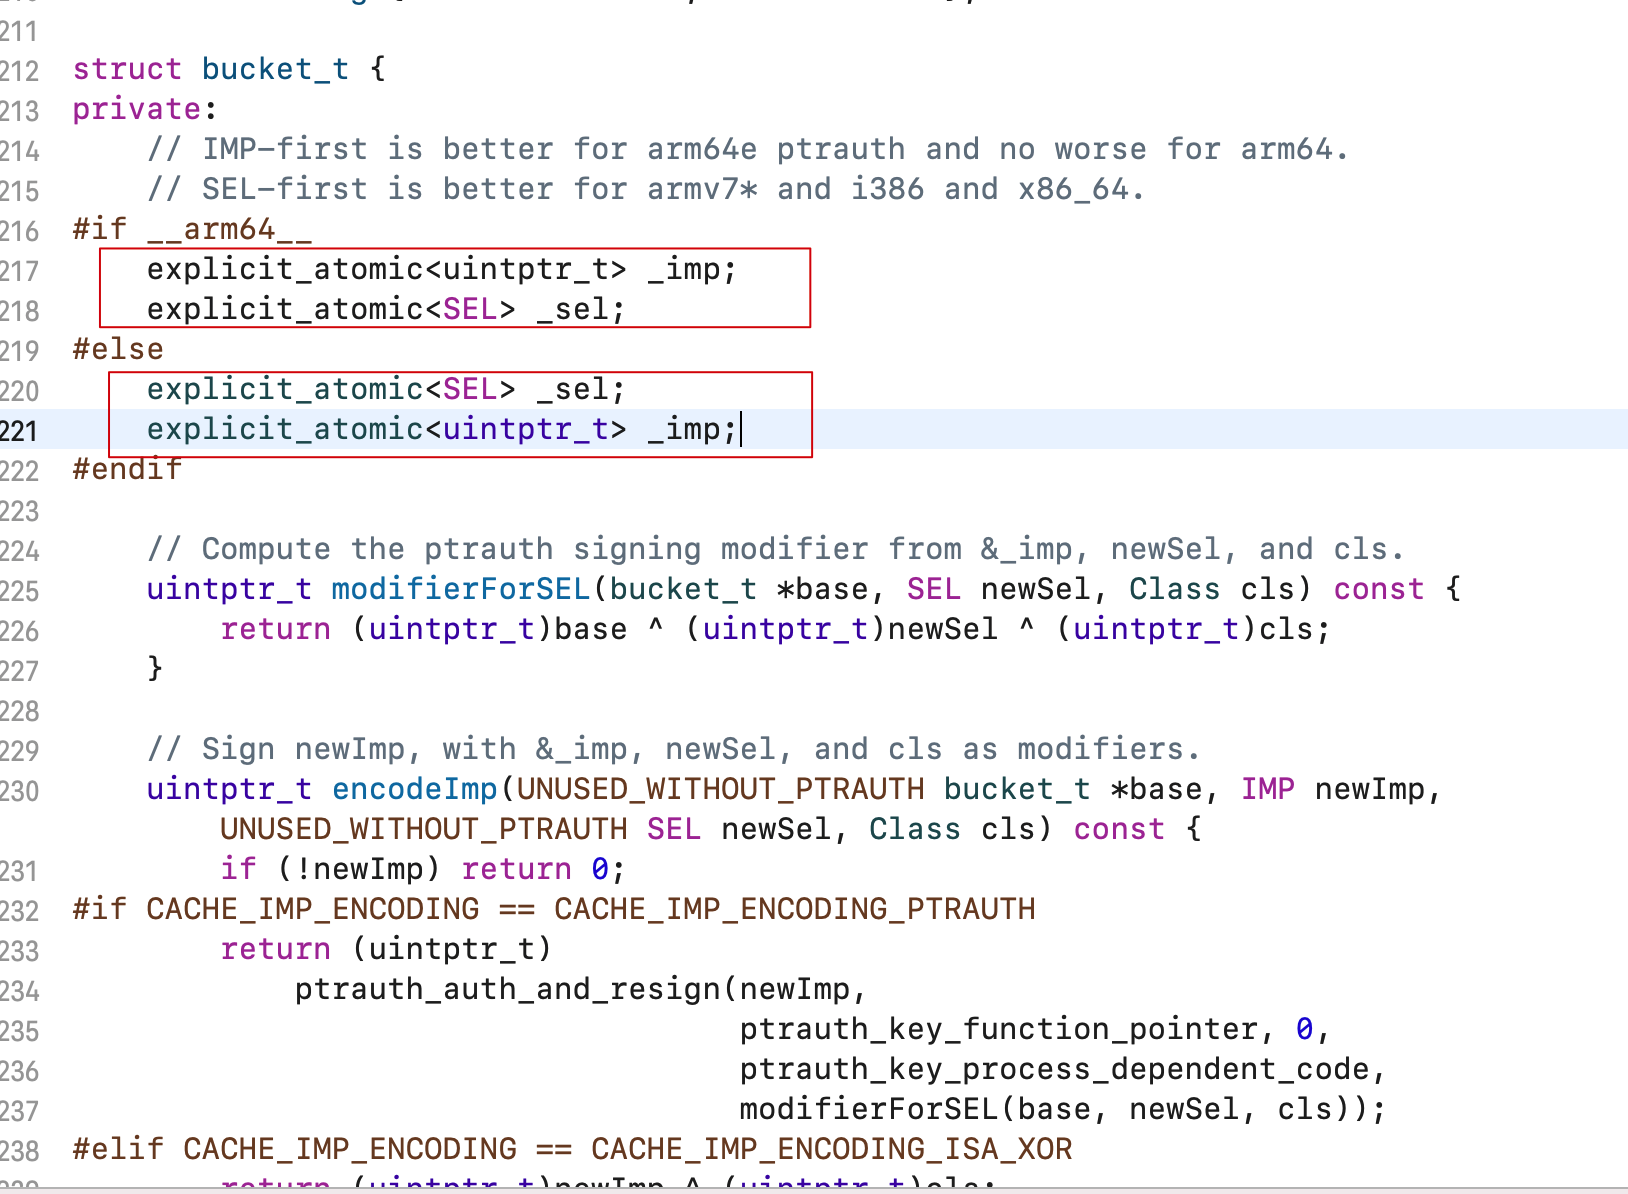 211
212 struct bucket_t {
213 private:
214     // IMP-first is better for arm64e ptrauth and no worse for arm64.
215     // SEL-first is better for armv7* and i386 and x86_64.
216 #if __arm64__
217     explicit_atomic<uintptr_t> _imp;
218     explicit_atomic<SEL> _sel;
219 #else
220     explicit_atomic<SEL> _sel;
221     explicit_atomic<uintptr_t> _imp;
222 #endif
223
224     // Compute the ptrauth signing modifier from &_imp, newSel, and cls.
225     uintptr_t modifierForSEL(bucket_t *base, SEL newSel, Class cls) const {
226         return (uintptr_t)base ^ (uintptr_t)newSel ^ (uintptr_t)cls;
227     }
228
229     // Sign newImp, with &_imp, newSel, and cls as modifiers.
230     uintptr_t encodeImp(UNUSED_WITHOUT_PTRAUTH bucket_t *base, IMP newImp,
        UNUSED_WITHOUT_PTRAUTH SEL newSel, Class cls) const {
231         if (!newImp) return 0;
232 #if CACHE_IMP_ENCODING == CACHE_IMP_ENCODING_PTRAUTH
233         return (uintptr_t)
234             ptrauth_auth_and_resign(newImp,
235                                     ptrauth_key_function_pointer, 0,
236                                     ptrauth_key_process_dependent_code,
237                                     modifierForSEL(base, newSel, cls));
238 #elif CACHE_IMP_ENCODING == CACHE_IMP_ENCODING_ISA_XOR
239         return (uintptr_t)newImp ^ (uintptr_t)cls;